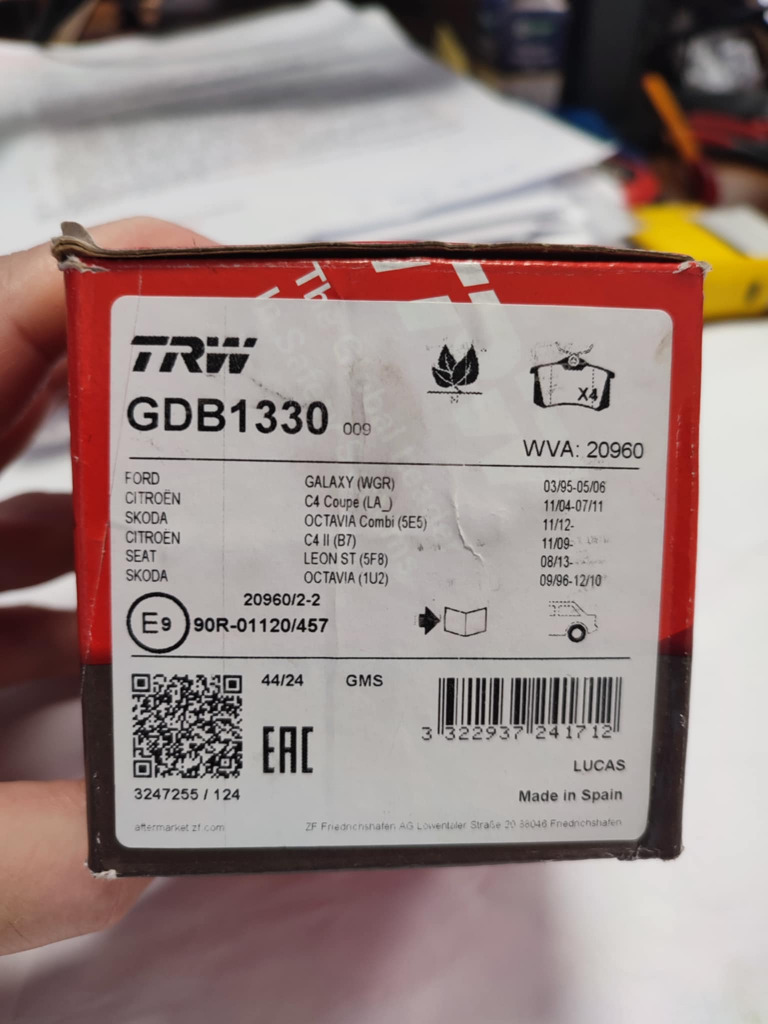 TRW
GDB1330 009
X4
WVA: 20960
FORD GALAXY (WGR) 03/95-05/06
CITROËN C4 Coupe (LA_) 11/04-07/11
SKODA OCTAVIA Combi (5E5) 11/12-
CITROËN C4 II (B7) 11/09-
SEAT LEON ST (5F8) 08/13-
SKODA OCTAVIA (1U2) 09/96-12/10
20960/2-2
E9 90R-01120/457
44/24 GMS
EAC
3 322937 241712
LUCAS
3247255 / 124
Made in Spain
aftermarket.zf.com
ZF Friedrichshafen AG Löwentaler Straße 20 88046 Friedrichshafen